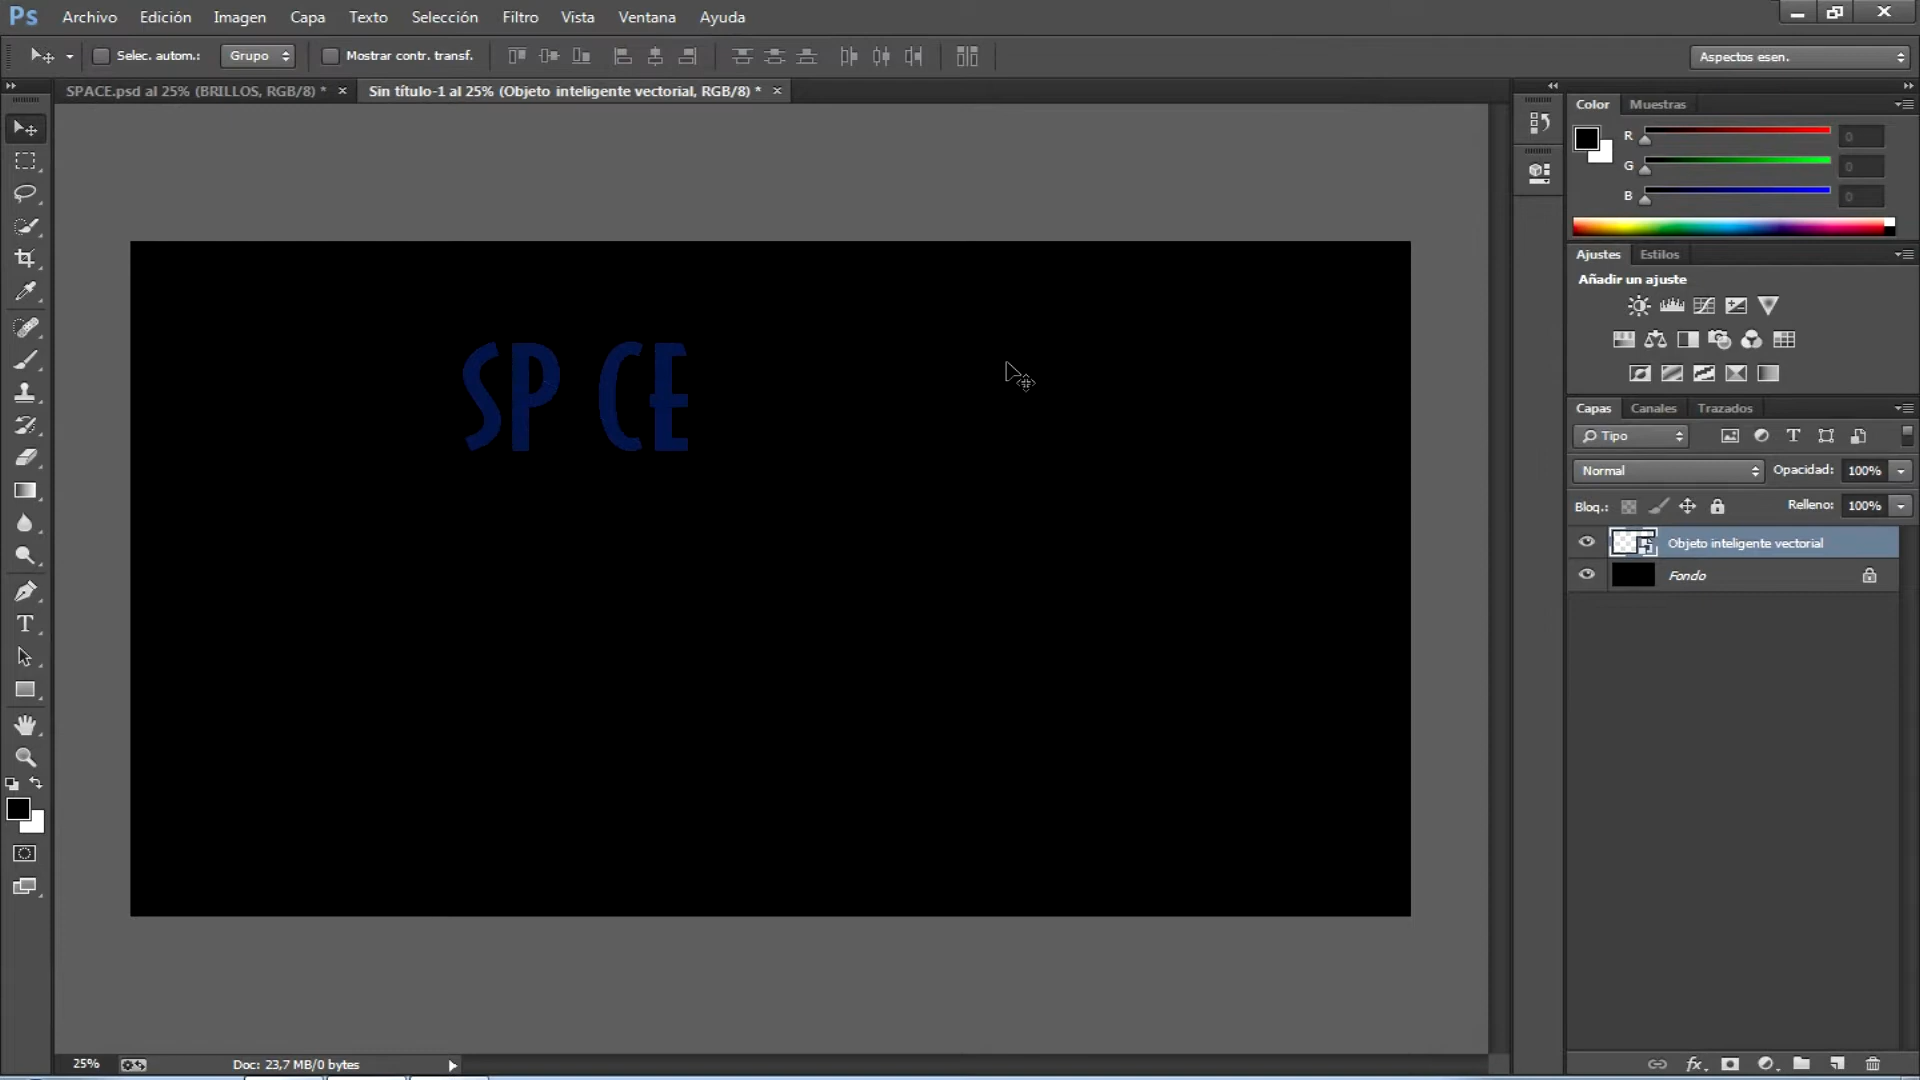 Ps Archivo Edición Imagen Capa Texto Selección Filtro Vista Ventana Ayuda
Selec. autom.: Grupo Mostrar contr. transf. Aspectos esen.
SPACE.psd al 25% (BRILLOS, RGB/8) * Sin título-1 al 25% (Objeto inteligente vectorial, RGB/8) *
Color Muestras
R 0
G 0
B 0
Ajustes Estilos
Añadir un ajuste
SP CE
Capas Canales Trazados
Tipo
Normal Opacidad: 100%
Bloq.: Relleno: 100%
Objeto inteligente vectorial
Fondo
25% Doc: 23,7 MB/0 bytes